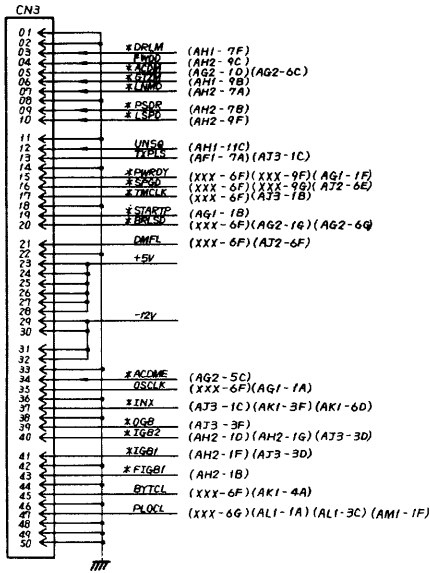 CN3
01
02
03 *DRLM (AH1-7F)
04 FWDD (AH2-9C)
05 *ACDM (AG2-1D)(AG2-6C)
06 (AH1-9B)
07 *LNMD (AH2-7A)
08
09 *PSDR (AH2-7B)
10 *LSPD (AH2-9F)
11
12 UNSQ (AH1-11C)
13 TXPLS (AF1-7A)(AJ3-1C)
14
15 *PWRDY (XXX-6F)(XXX-9F)(AG1-1F)
16 *SPGD (XXX-6F)(XXX-9G)(AJ2-6E)
17 *TMCLK (XXX-6F)(AJ3-1B)
18
19 *STARTP (AG1-1B)
20 *BRLSD (XXX-6F)(AG2-1G)(AG2-6G)
21 DMFL (XXX-6F)(AJ2-6F)
22
23 +5V
24
25
26
27
28
29 -12V
30
31
32
33
34 *ACDME (AG2-5C)
35 OSCLK (XXX-6F)(AG1-1A)
36
37 *INX (AJ3-1C)(AK1-3F)(AK1-6D)
38
39 *OGB (AJ3-3F)
40 *IGB2 (AH2-1D)(AH2-1G)(AJ3-3D)
41 *IGB1 (AH2-1F)(AJ3-3D)
42
43 *FIGB1 (AH2-1B)
44
45 BYTCL (XXX-6F)(AK1-4A)
46
47 PLOCL (XXX-6G)(AL1-1A)(AL1-3C)(AM1-1F)
48
49
50